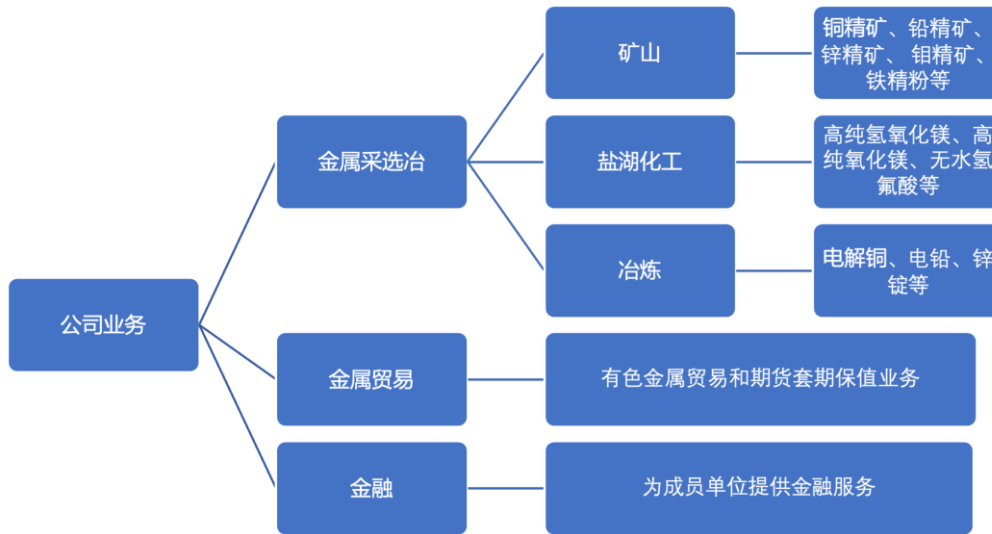 矿山
铜精矿、铅精矿、
锌精矿、 钼精矿、
铁精粉等
金属采选冶
盐湖化工
高纯氢氧化镁、高
纯氧化镁、无水氢
氟酸等
冶炼
电解铜、电铅、锌
锭等
公司业务
金属贸易
有色金属贸易和期货套期保值业务
金融
为成员单位提供金融服务